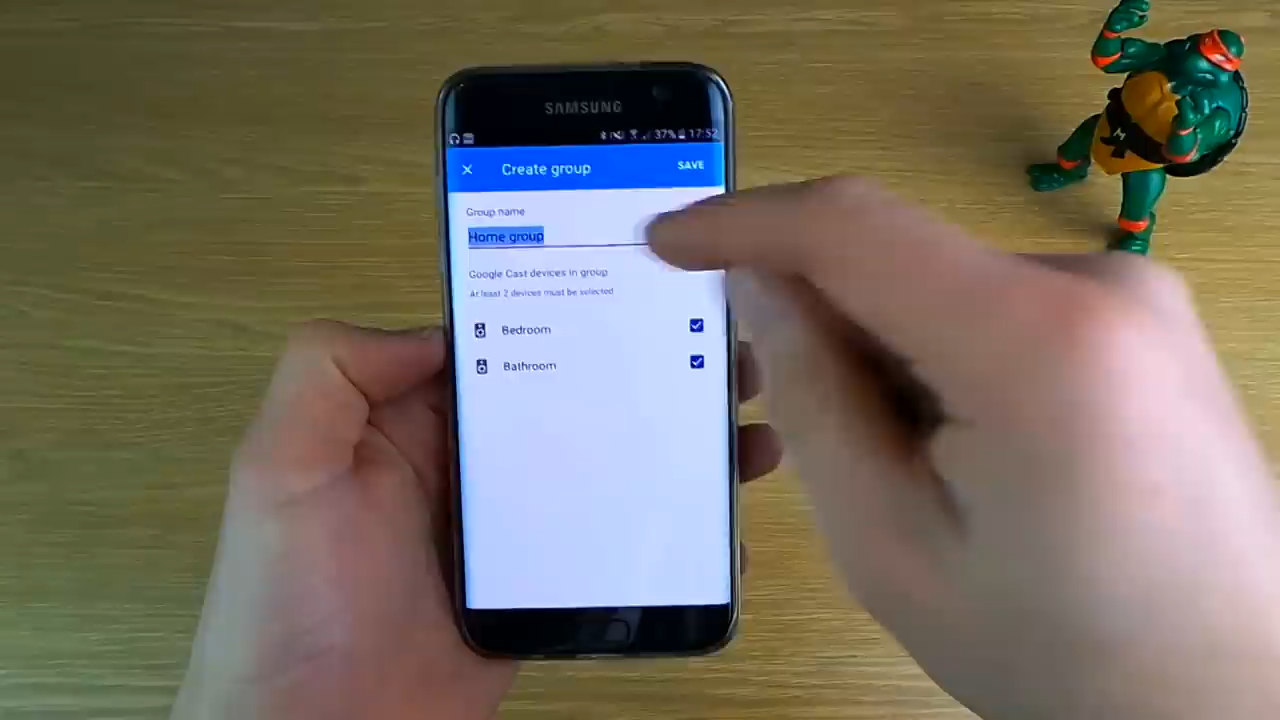 SAMSUNG
37% 17:52
Create group
SAVE
Group name
Home group
Google Cast devices in group
At least 2 devices must be selected
Bedroom
Bathroom
M